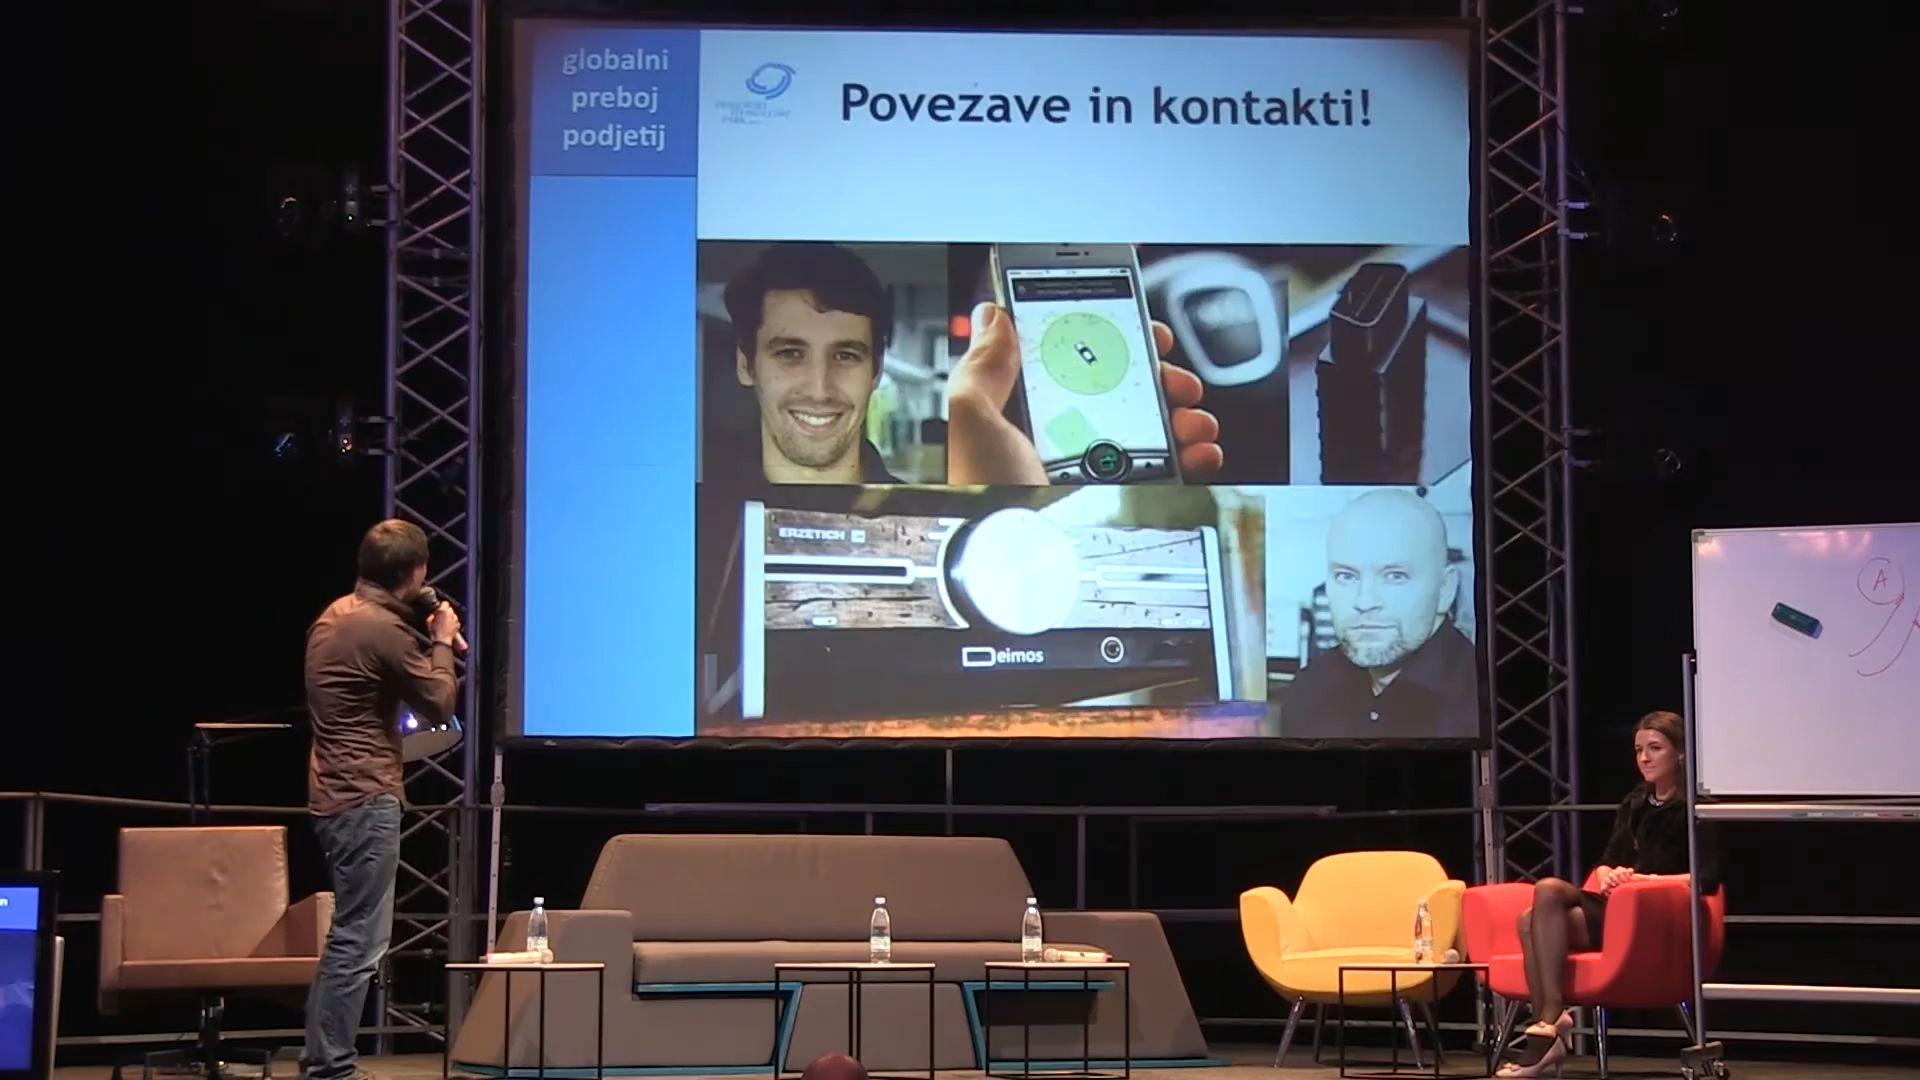 globalni
preboj
podjetij
Povezave in kontakti!
ERZETICH
Deimos
A